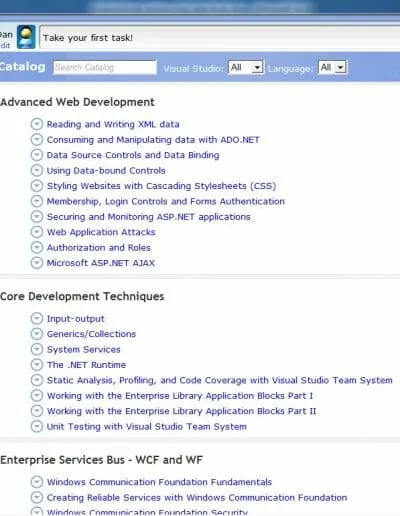 Dan
dit
Take your first task!
Catalog Search Catalog Visual Studio: All Language: All
Advanced Web Development
Reading and Writing XML data
Consuming and Manipulating data with ADO.NET
Data Source Controls and Data Binding
Using Data-bound Controls
Styling Websites with Cascading Stylesheets (CSS)
Membership, Login Controls and Forms Authentication
Securing and Monitoring ASP.NET applications
Web Application Attacks
Authorization and Roles
Microsoft ASP.NET AJAX
Core Development Techniques
Input-output
Generics/Collections
System Services
The .NET Runtime
Static Analysis, Profiling, and Code Coverage with Visual Studio Team System
Working with the Enterprise Library Application Blocks Part I
Working with the Enterprise Library Application Blocks Part II
Unit Testing with Visual Studio Team System
Enterprise Services Bus - WCF and WF
Windows Communication Foundation Fundamentals
Creating Reliable Services with Windows Communication Foundation
Windows Communication Foundation Security